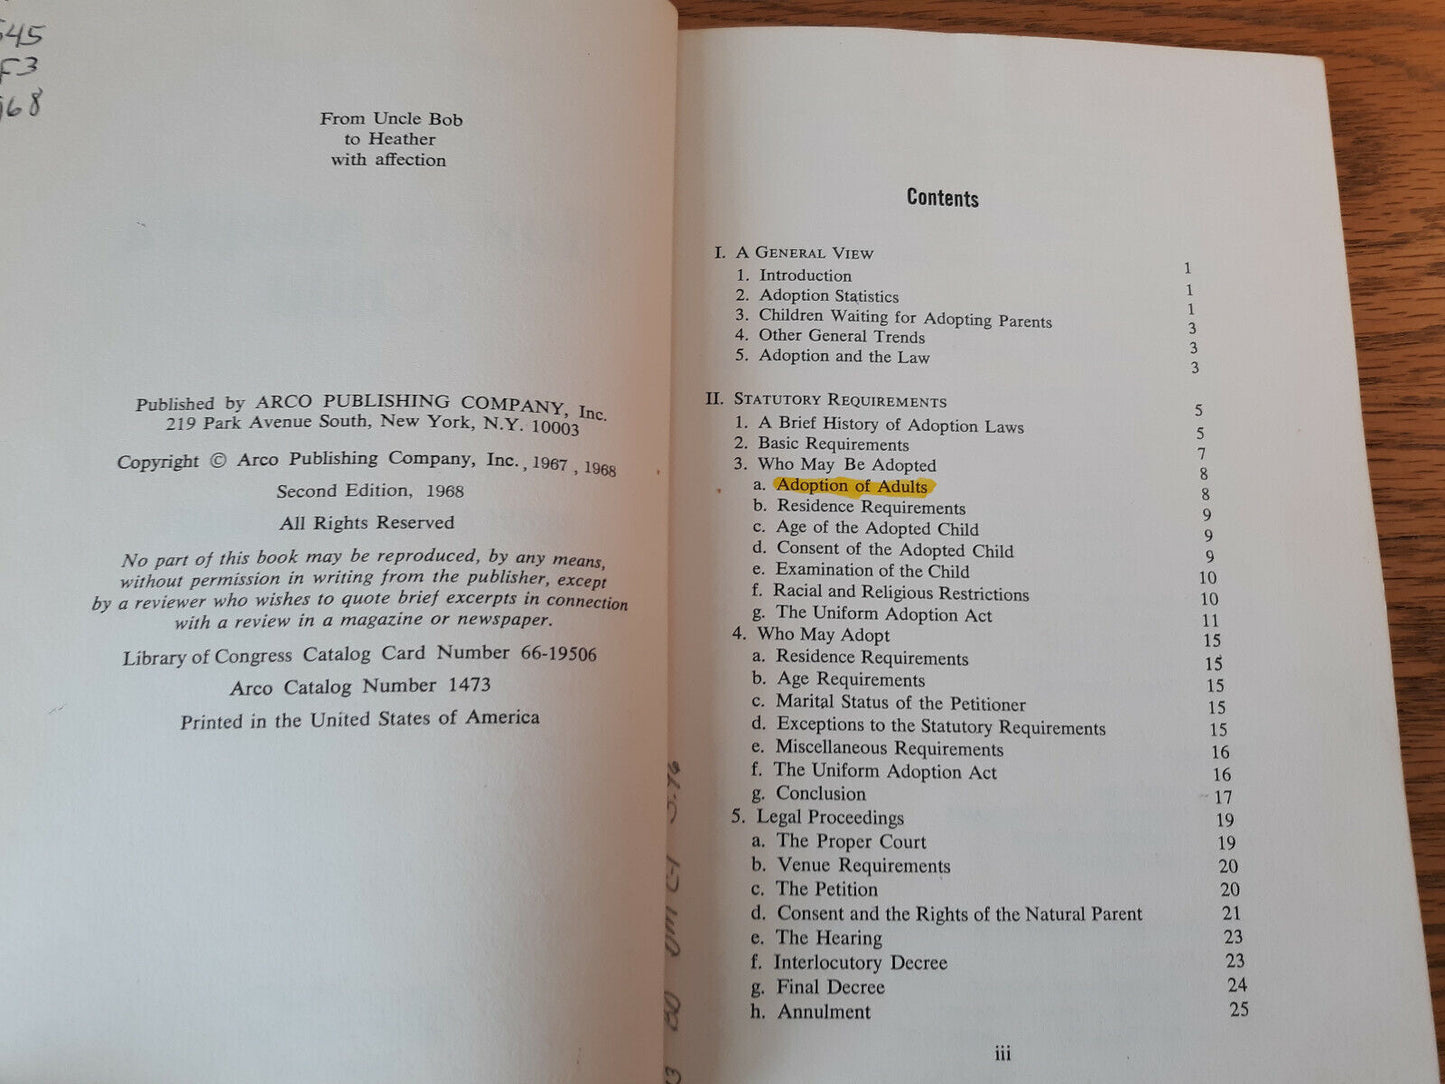 545
F3
968
From Uncle Bob
to Heather
with affection
Published by ARCO PUBLISHING COMPANY, Inc.
219 Park Avenue South, New York, N.Y. 10003
Copyright © Arco Publishing Company, Inc., 1967, 1968
Second Edition, 1968
All Rights Reserved
No part of this book may be reproduced, by any means,
without permission in writing from the publisher, except
by a reviewer who wishes to quote brief excerpts in connection
with a review in a magazine or newspaper.
Library of Congress Catalog Card Number 66-19506
Arco Catalog Number 1473
Printed in the United States of America
Contents
I. A GENERAL VIEW 1
1. Introduction 1
2. Adoption Statistics 1
3. Children Waiting for Adopting Parents 3
4. Other General Trends 3
5. Adoption and the Law 3
II. STATUTORY REQUIREMENTS 5
1. A Brief History of Adoption Laws 5
2. Basic Requirements 7
3. Who May Be Adopted 8
a. Adoption of Adults 8
b. Residence Requirements 9
c. Age of the Adopted Child 9
d. Consent of the Adopted Child 9
e. Examination of the Child 10
f. Racial and Religious Restrictions 10
g. The Uniform Adoption Act 11
4. Who May Adopt 15
a. Residence Requirements 15
b. Age Requirements 15
c. Marital Status of the Petitioner 15
d. Exceptions to the Statutory Requirements 15
e. Miscellaneous Requirements 16
f. The Uniform Adoption Act 16
g. Conclusion 17
5. Legal Proceedings 19
a. The Proper Court 19
b. Venue Requirements 20
c. The Petition 20
d. Consent and the Rights of the Natural Parent 21
e. The Hearing 23
f. Interlocutory Decree 23
g. Final Decree 24
h. Annulment 25
iii